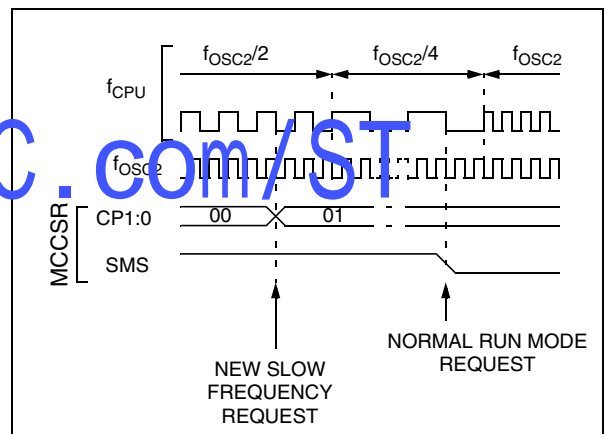 fOSC2/2 fOSC2/4 fOSC2
fCPU
C.com/ST
fOSC2
MCCSR
CP1:0 00 01
SMS
NEW SLOW
FREQUENCY
REQUEST
NORMAL RUN MODE
REQUEST